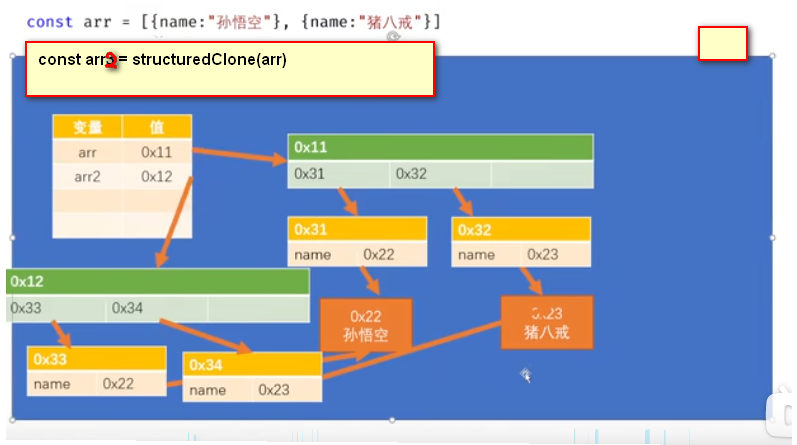 const arr = [{name:"孙悟空"}, {name:"猪八戒"}]
const arr2 = structuredClone(arr)
变量 值
arr 0x11
arr2 0x12
0x11
0x31 0x32
0x31
name 0x22
0x32
name 0x23
0x12
0x33 0x34
0x22
孙悟空
0x23
猪八戒
0x33
name 0x22
0x34
name 0x23